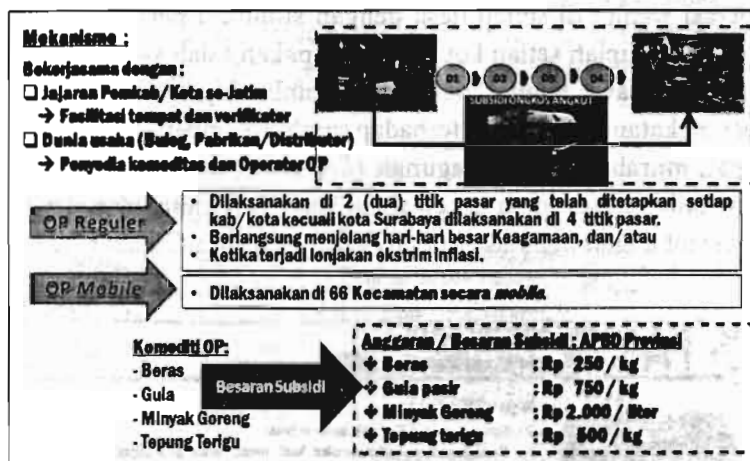 Mekanisme :
Bekerjasama dengan :
❑ Jajaran Pemkab/Kota se-Jatim
→ Fasilitasi tempat dan verifikator
❑ Dunia usaha (Bulog, Pabrikan/Distributor)
→ Penyedia komoditas dan Operator OP
D1 D2 D3 D4
SUBSIDI ONGKOS ANGKUT
OP Reguler
• Dilaksanakan di 2 (dua) titik pasar yang telah ditetapkan setiap
kab/kota kecuali kota Surabaya dilaksanakan di 4 titik pasar.
• Berlangsung menjelang hari-hari besar Keagamaan, dan/atau
• Ketika terjadi lonjakan ekstrim inflasi.
OP Mobile
• Dilaksanakan di 66 Kecamatan secara mobile.
Komoditi OP:
- Beras
- Gula
- Minyak Goreng
- Tepung Terigu
Besaran Subsidi
Anggaran / Besaran Subsidi : APBD Provinsi
Beras : Rp 250 / kg
Gula pasir : Rp 750 / kg
Minyak Goreng : Rp 2.000 / liter
Tepung terigu : Rp 500 / kg